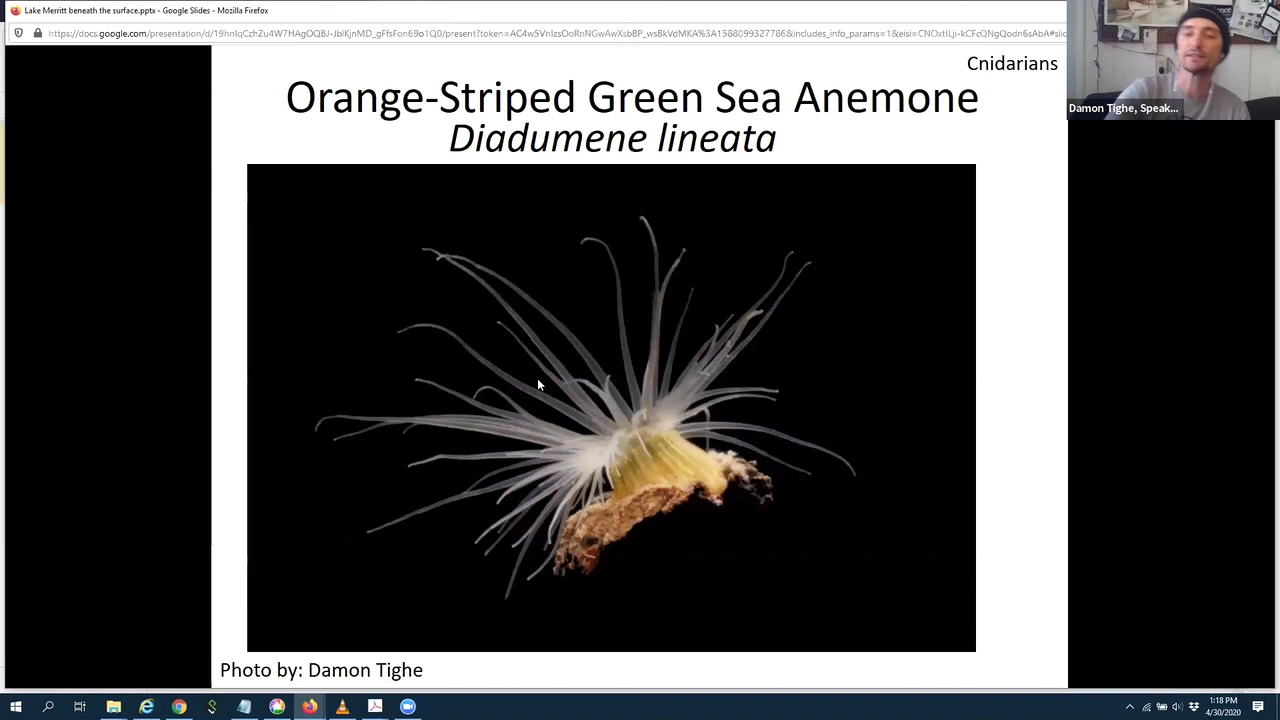 Lake Merritt beneath the surface.pptx - Google Slides - Mozilla Firefox
Cnidarians
Orange-Striped Green Sea Anemone
Diadumene lineata
Damon Tighe, Speak...
Photo by: Damon Tighe
1:18 PM
4/30/2020